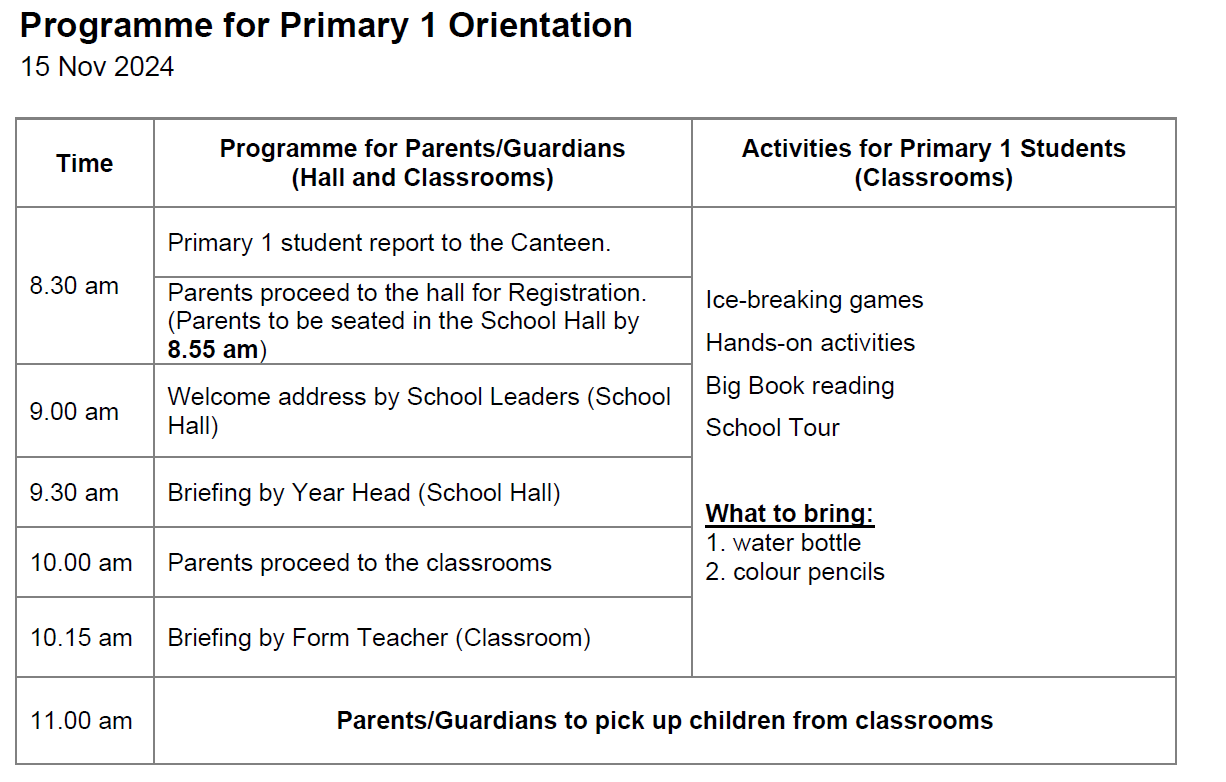 Programme for Primary 1 Orientation
15 Nov 2024
Time
Programme for Parents/Guardians
(Hall and Classrooms)
Activities for Primary 1 Students
(Classrooms)
8.30 am
Primary 1 student report to the Canteen.
Parents proceed to the hall for Registration.
(Parents to be seated in the School Hall by
8.55 am)
9.00 am
Welcome address by School Leaders (School
Hall)
9.30 am
Briefing by Year Head (School Hall)
10.00 am
Parents proceed to the classrooms
10.15 am
Briefing by Form Teacher (Classroom)
Ice-breaking games
Hands-on activities
Big Book reading
School Tour
What to bring:
1. water bottle
2. colour pencils
11.00 am
Parents/Guardians to pick up children from classrooms